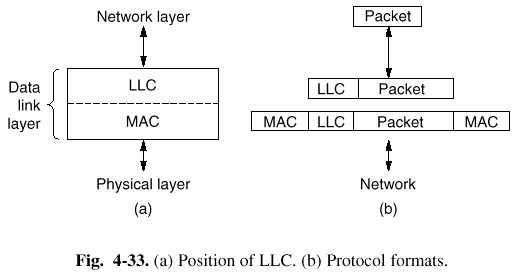 Network layer
Packet
Data
link
layer
LLC
MAC
LLC Packet
MAC LLC Packet MAC
Physical layer
Network
(a)
(b)
Fig. 4-33. (a) Position of LLC. (b) Protocol formats.